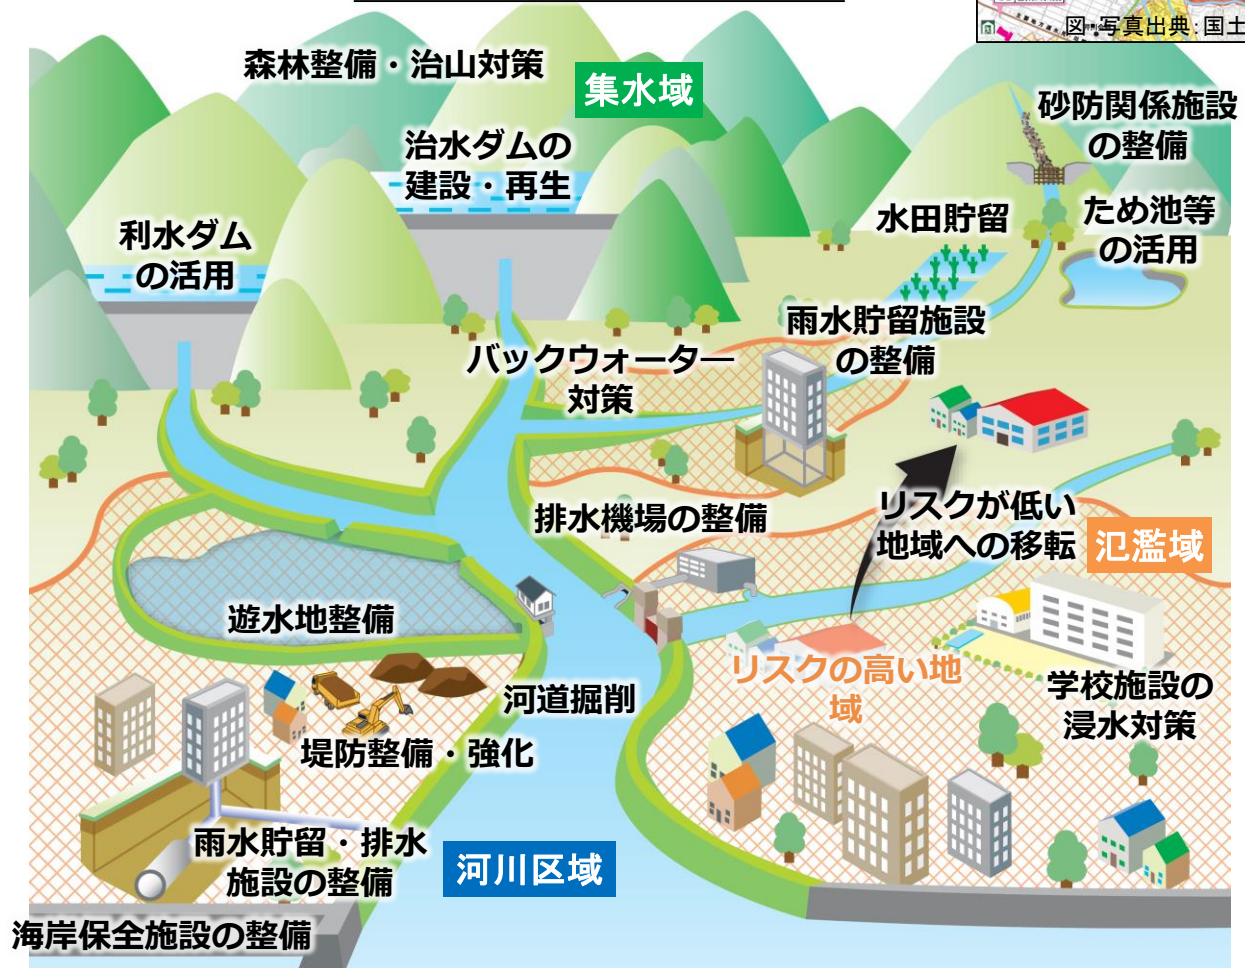 図・写真出典：国土
森林整備・治山対策
集水域
砂防関係施設
の整備
治水ダムの
建設・再生
水田貯留
ため池等
の活用
利水ダム
の活用
雨水貯留施設
の整備
バックウォーター
対策
排水機場の整備
リスクが低い
地域への移転
氾濫域
遊水地整備
リスクの高い地
域
学校施設の
浸水対策
河道掘削
堤防整備・強化
雨水貯留・排水
施設の整備
河川区域
海岸保全施設の整備